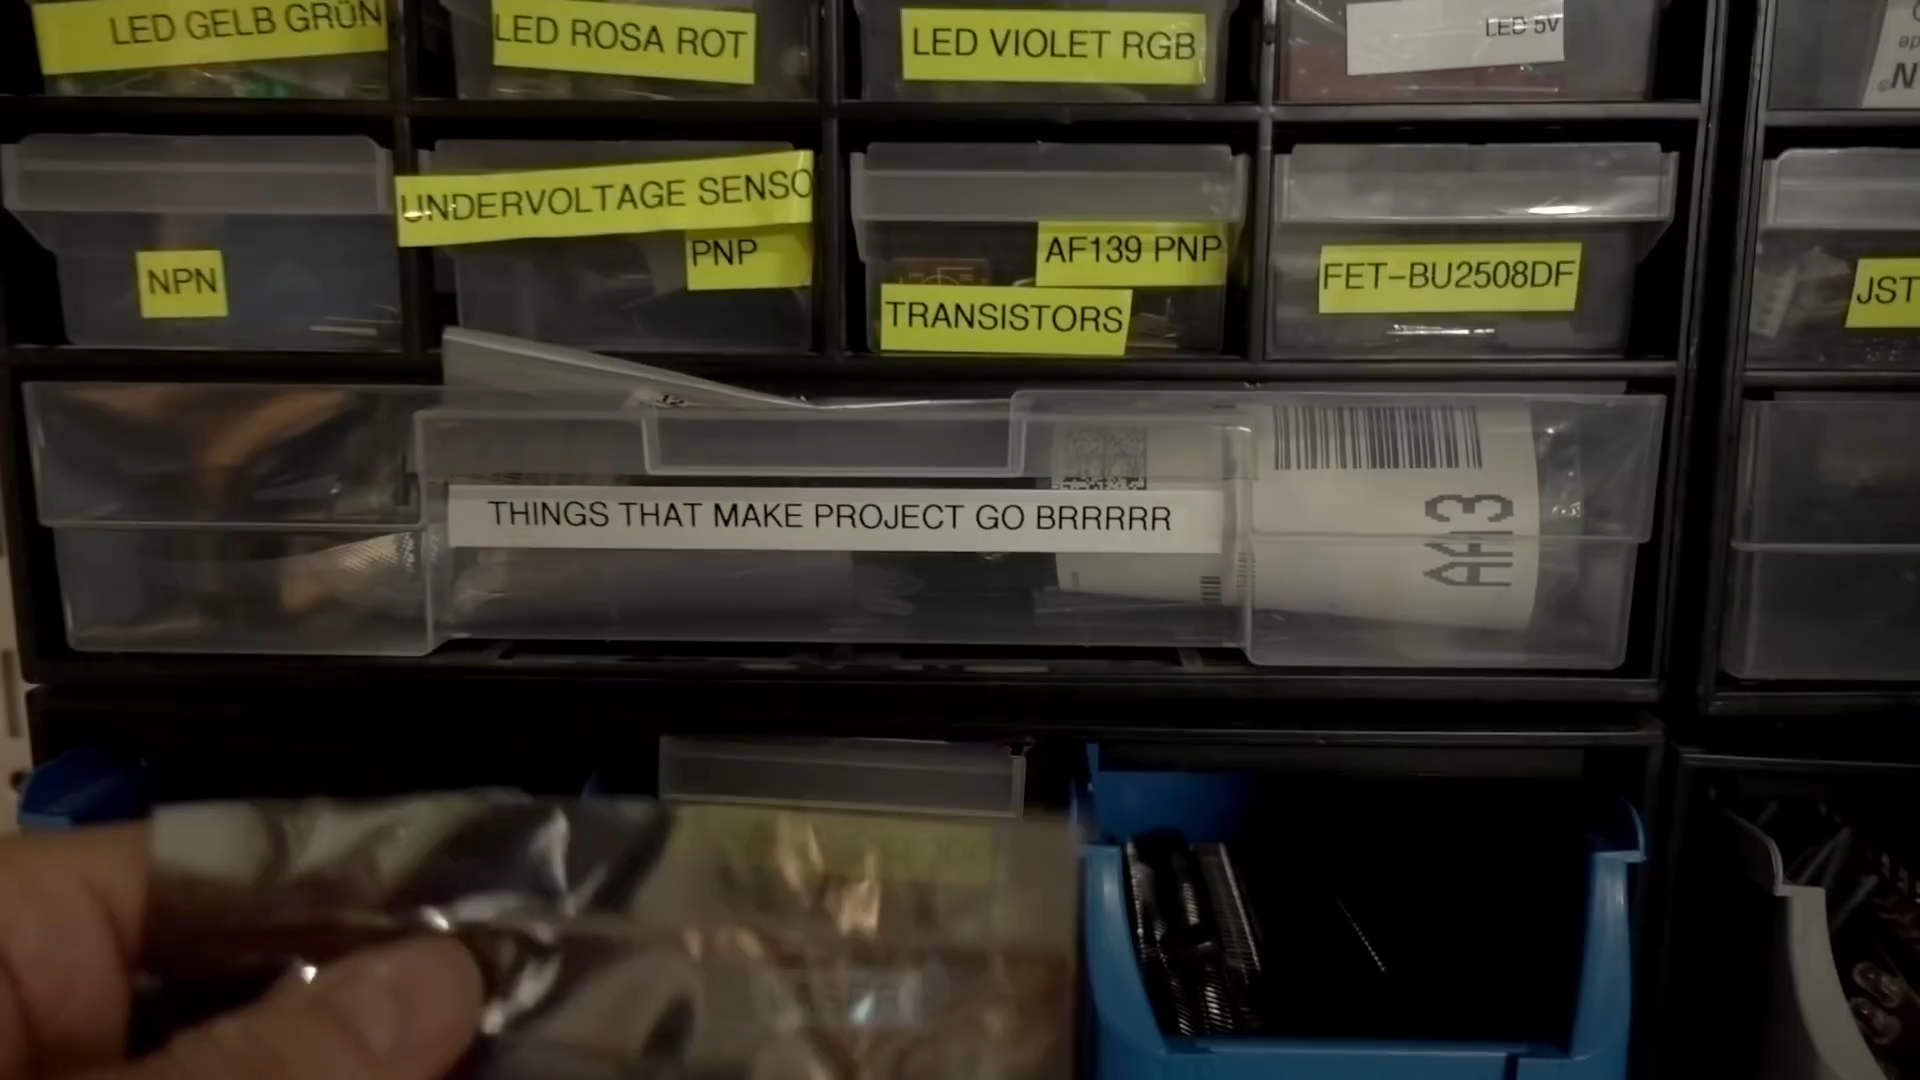 LED GELB GRÜN
LED ROSA ROT
LED VIOLET RGB
LED 5V
NPN
UNDERVOLTAGE SENSO
PNP
AF139 PNP
TRANSISTORS
FET-BU2508DF
JST
THINGS THAT MAKE PROJECT GO BRRRRR
12